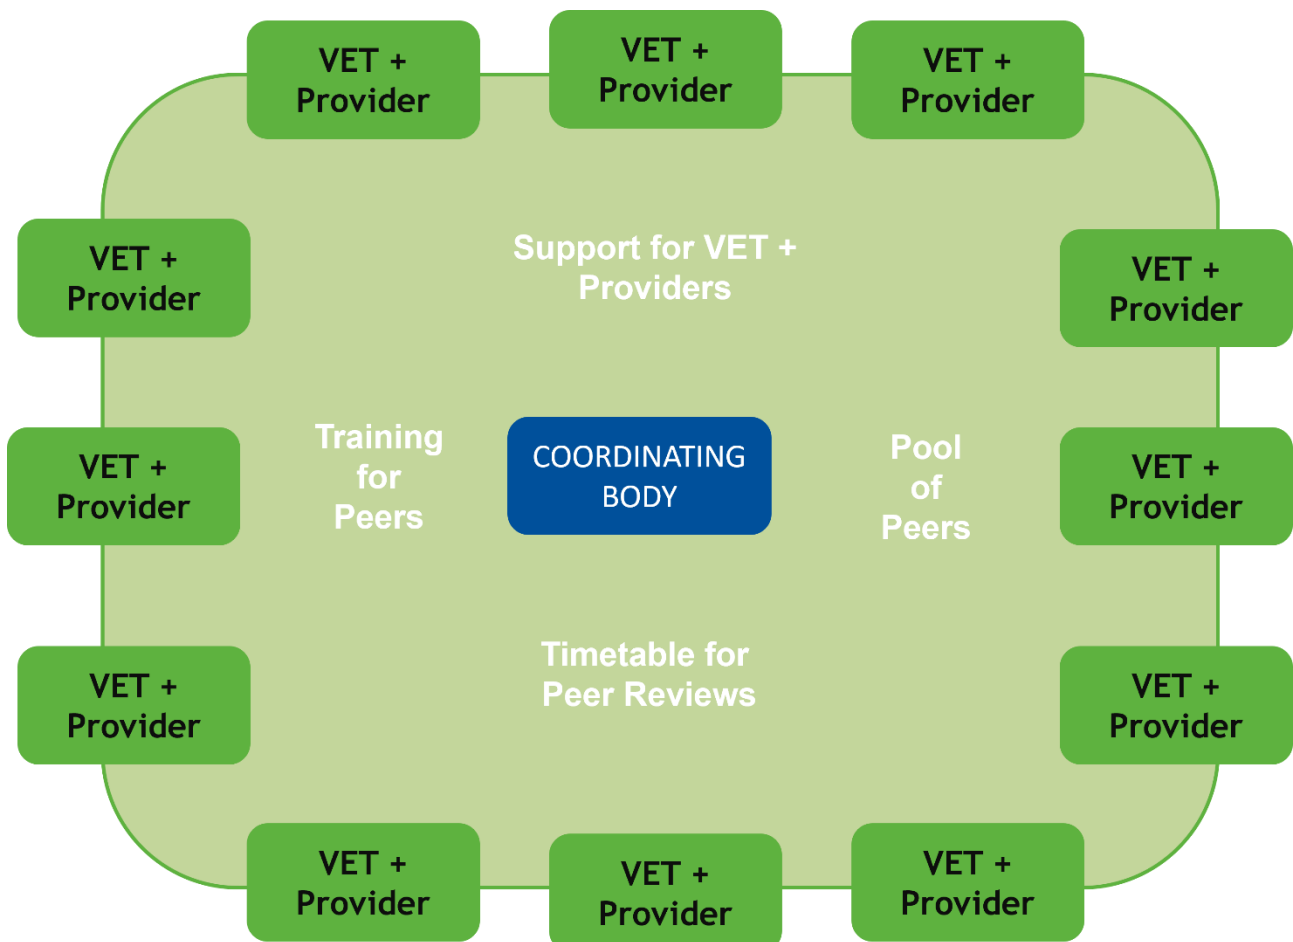 VET +
Provider
VET +
Provider
VET +
Provider
VET +
Provider
Support for VET +
Providers
VET +
Provider
VET +
Provider
Training
for
Peers
COORDINATING
BODY
Pool
of
Peers
VET +
Provider
VET +
Provider
Timetable for
Peer Reviews
VET +
Provider
VET +
Provider
VET +
Provider
VET +
Provider